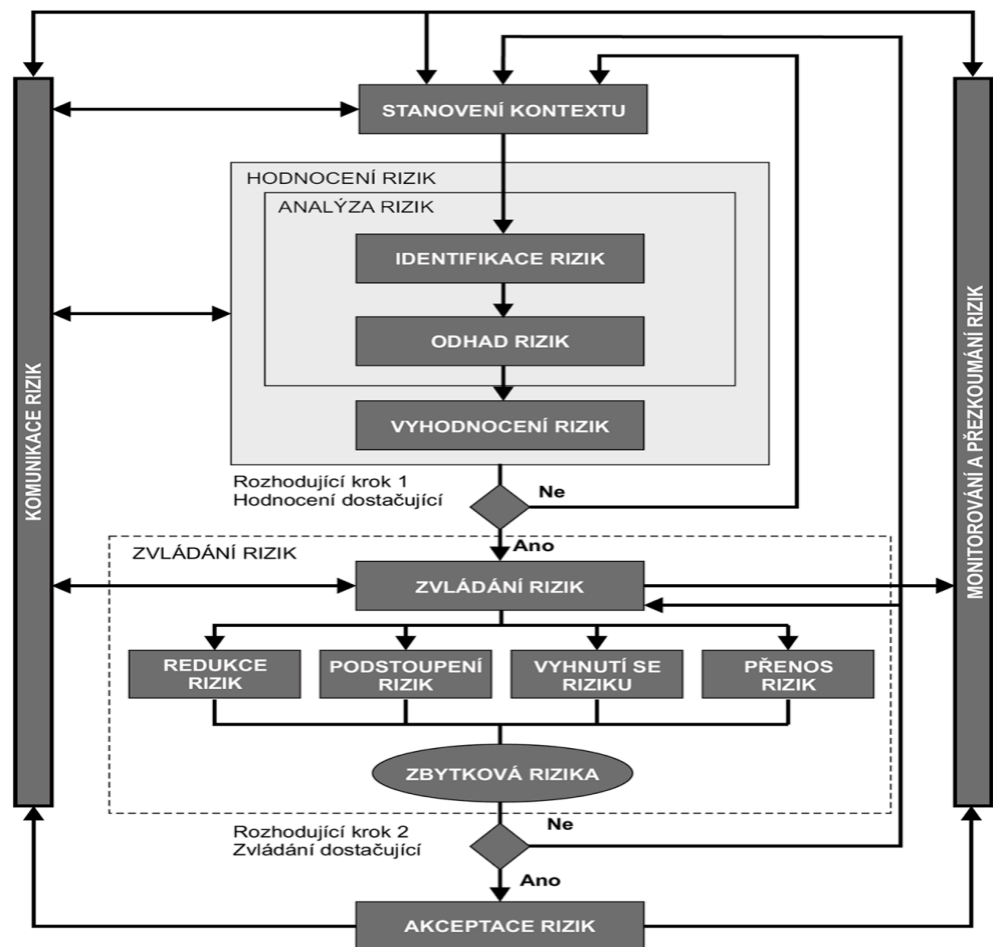 STANOVENÍ KONTEXTU
HODNOCENÍ RIZIK
ANALÝZA RIZIK
IDENTIFIKACE RIZIK
ODHAD RIZIK
VYHODNOCENÍ RIZIK
KOMUNIKACE RIZIK
MONITOROVÁNÍ A PŘEZKOUMÁNÍ RIZIK
Rozhodující krok 1
Hodnocení dostačující
Ne
Ano
ZVLÁDÁNÍ RIZIK
ZVLÁDÁNÍ RIZIK
REDUKCE
RIZIK
PODSTOUPENÍ
RIZIK
VYHNUTÍ SE
RIZIKU
PŘENOS
RIZIK
ZBYTKOVÁ RIZIKA
Rozhodující krok 2
Zvládání dostačující
Ne
Ano
AKCEPTACE RIZIK